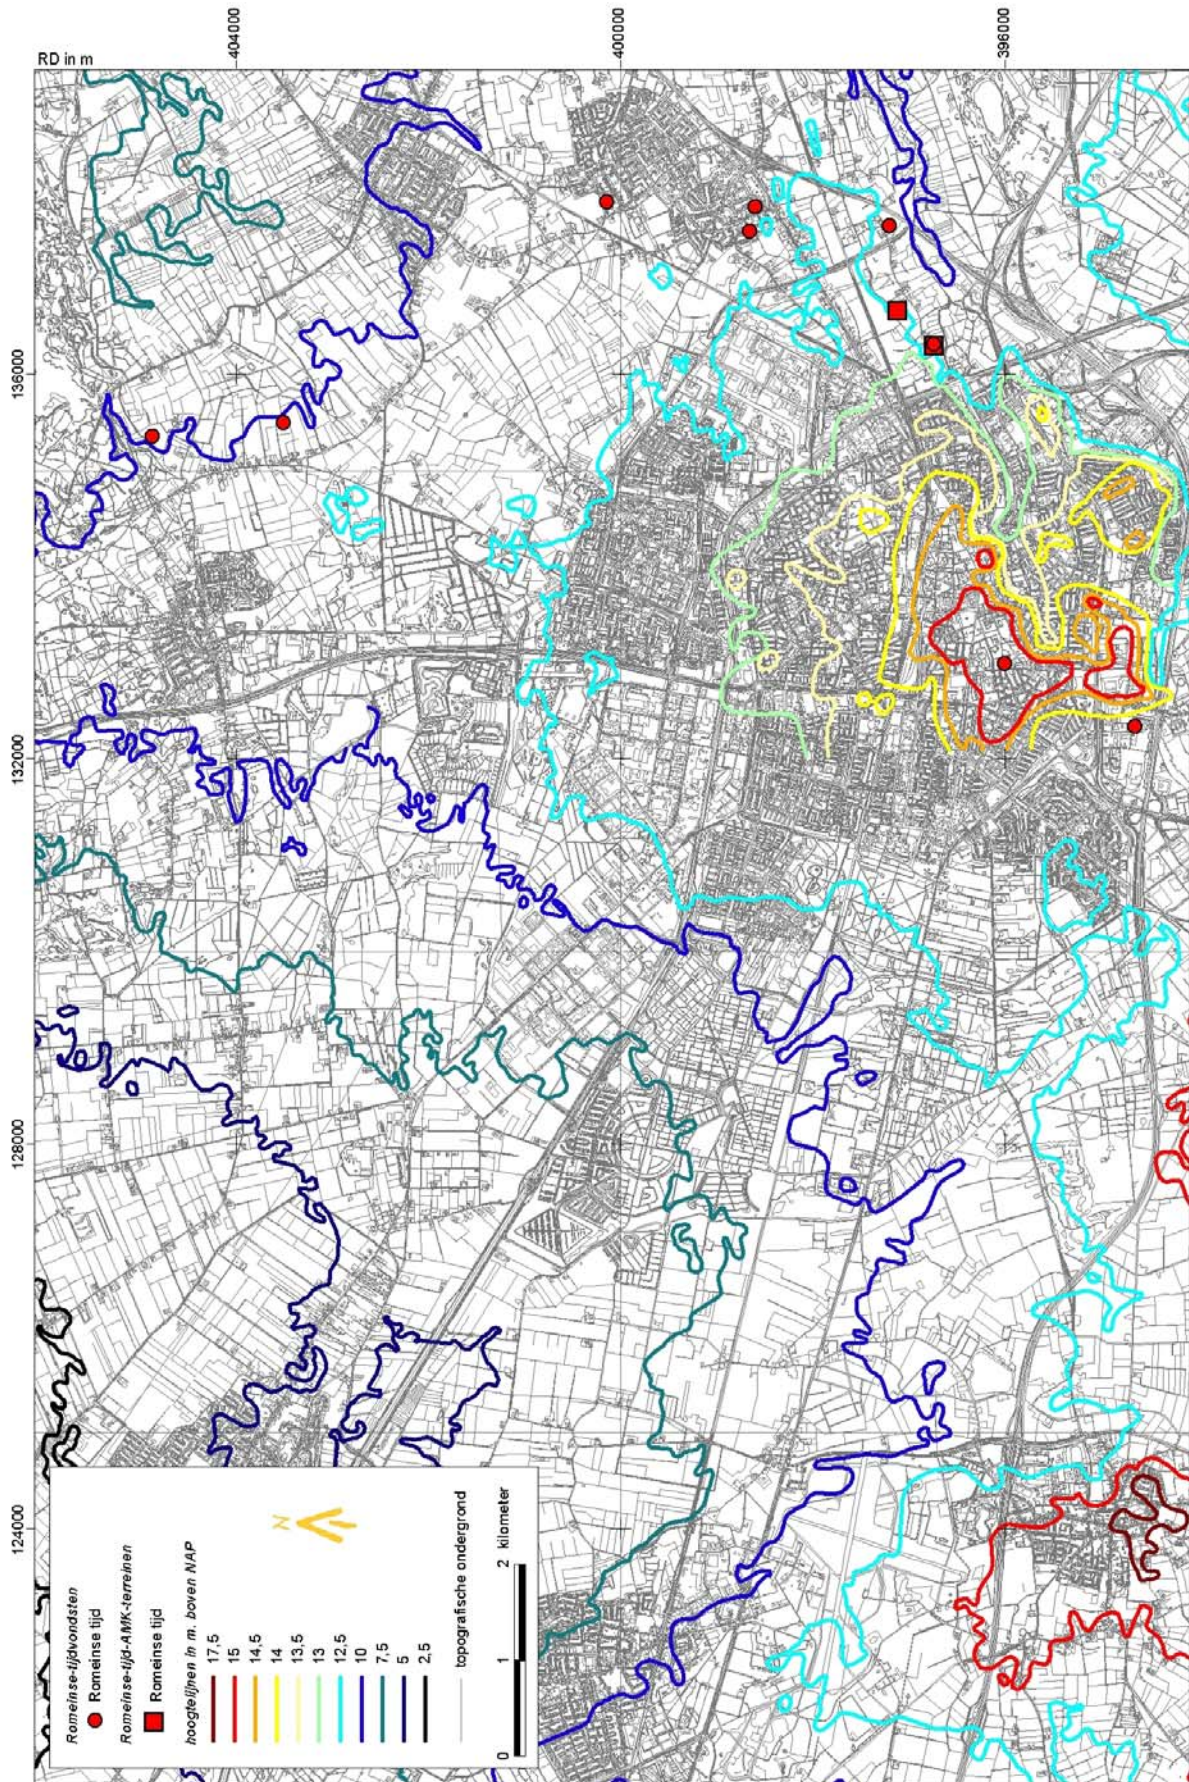 RD in m
404000
400000
396000
136000
132000
128000
124000
Romeinse-tijdvondsten
Romeinse tijd
Romeinse-tijd-AMK-terreinen
Romeinse tijd
hoogtelijnen in m. boven NAP
17,5
15
14,5
14
13,5
13
12,5
10
7,5
5
2,5
topografische ondergrond
N
0 1 2 kilometer